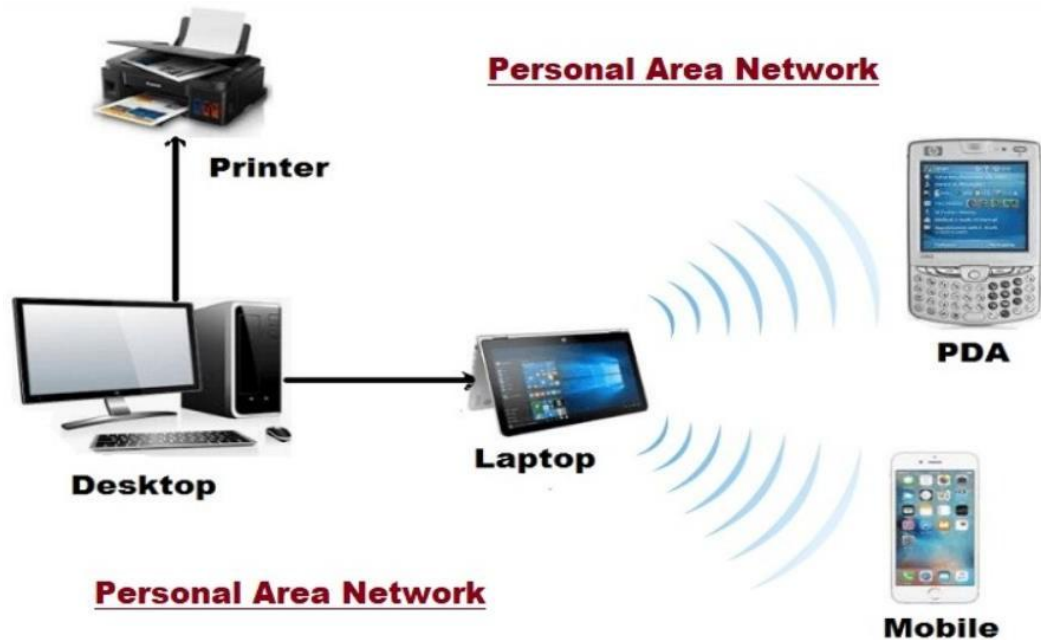 Personal Area Network
Printer
PDA
Laptop
Desktop
Personal Area Network
Mobile